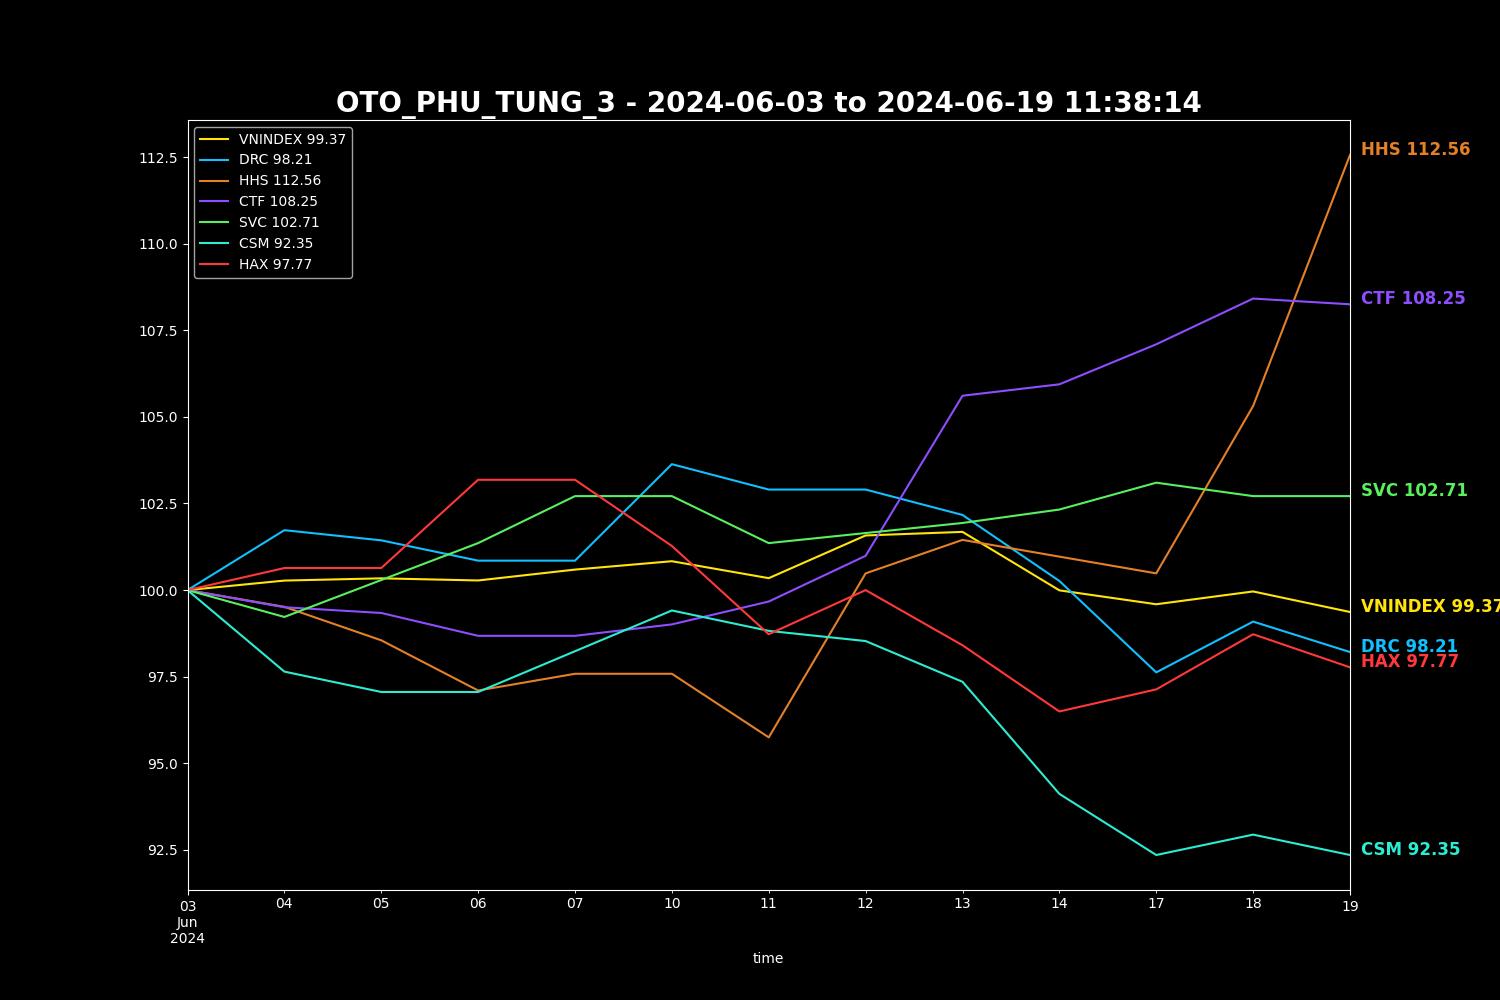 OTO_PHU_TUNG_3 - 2024-06-03 to 2024-06-19 11:38:14
VNINDEX 99.37
DRC 98.21
HHS 112.56
CTF 108.25
SVC 102.71
CSM 92.35
HAX 97.77
112.5
110.0
107.5
105.0
102.5
100.0
97.5
95.0
92.5
HHS 112.56
CTF 108.25
SVC 102.71
VNINDEX 99.37
DRC 98.21
HAX 97.77
CSM 92.35
03 04 05 06 07 10 11 12 13 14 17 18 19
Jun
2024
time